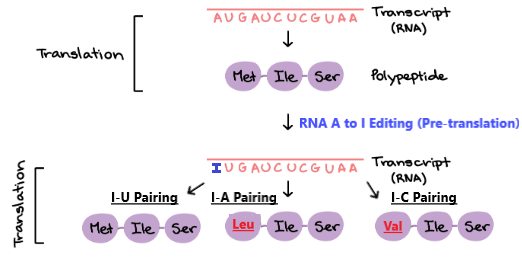 AUGAUCUCGUAA
Transcript
(RNA)
Translation
Met Ile Ser
Polypeptide
RNA A to I Editing (Pre-translation)
IUGAUCUCGUAA
Transcript
(RNA)
Translation
I-U Pairing I-A Pairing I-C Pairing
Met Ile Ser Leu Ile Ser Val Ile Ser